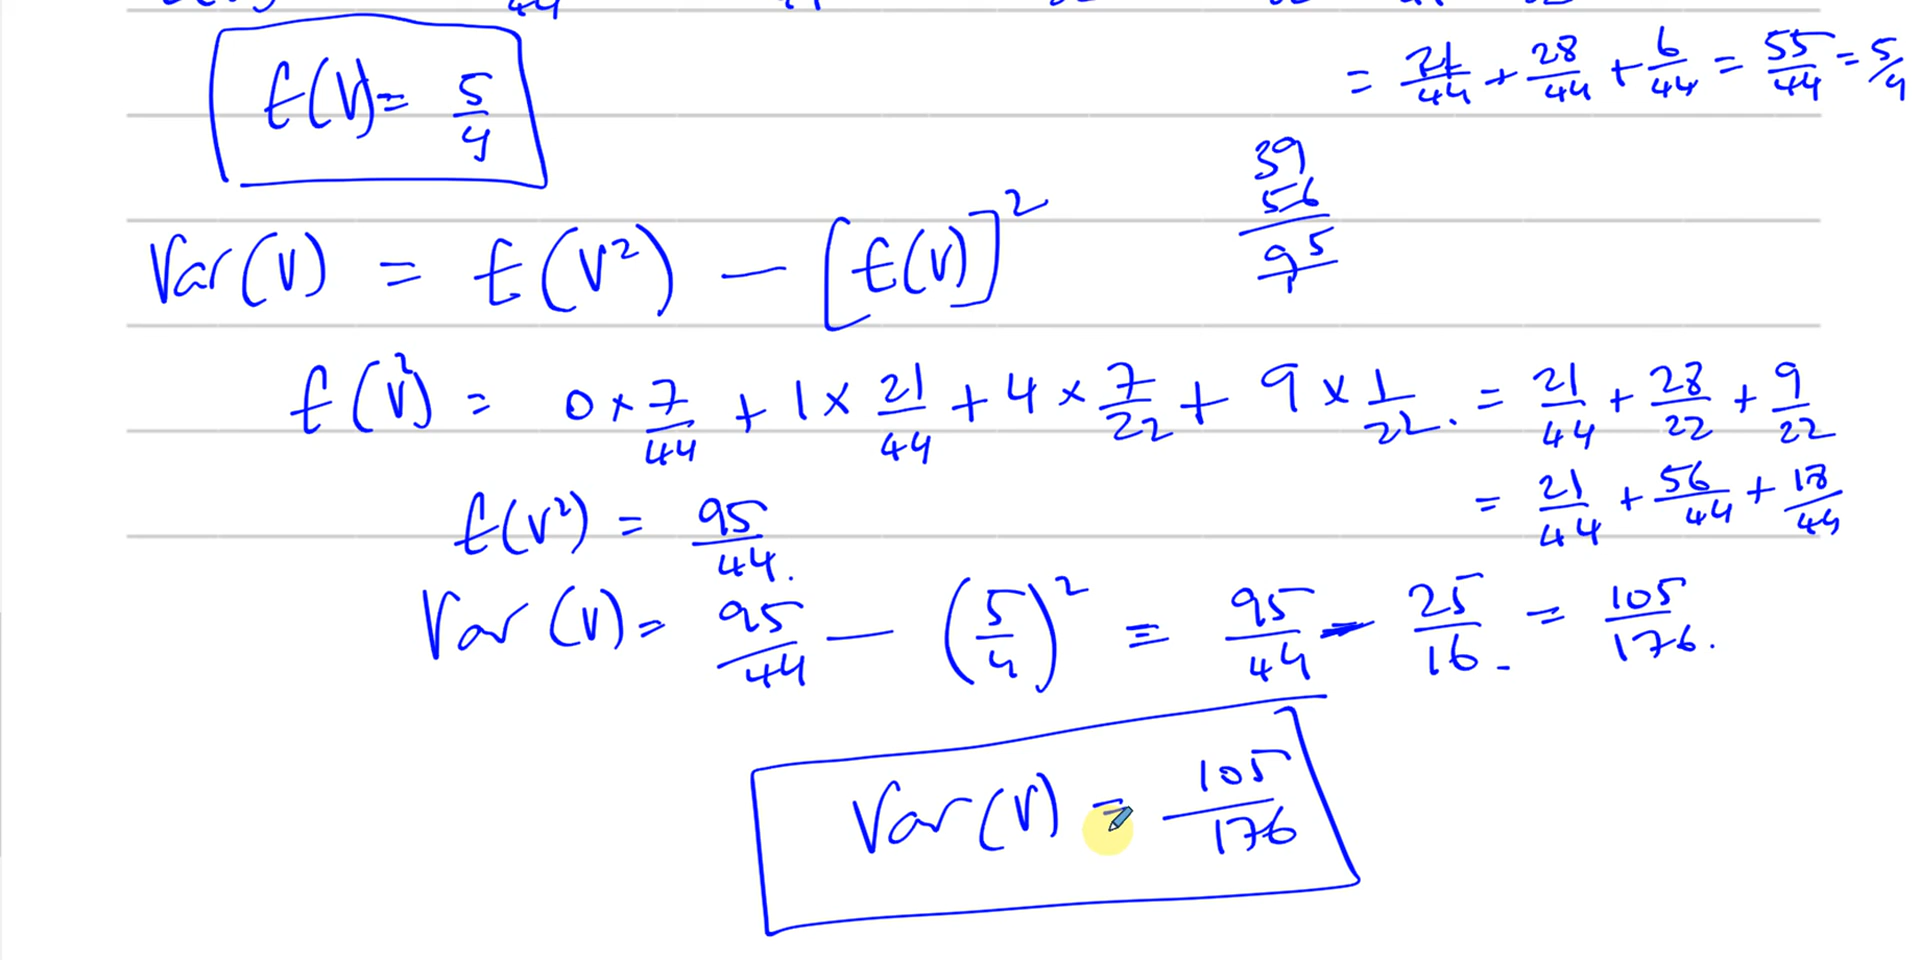 = 21/44 + 28/44 + 6/44 = 55/44 = 5/4
E(V) = 5/4
39
56
95
Var(V) = E(V²) - [E(V)]²
E(V²) = 0 × 7/44 + 1 × 21/44 + 4 × 7/22 + 9 × 1/22. = 21/44 + 28/22 + 9/22
= 21/44 + 56/44 + 18/44
E(V²) = 95/44.
Var(V) = 95/44 - (5/4)² = 95/44 - 25/16 = 105/176.
Var(V) = 105/176